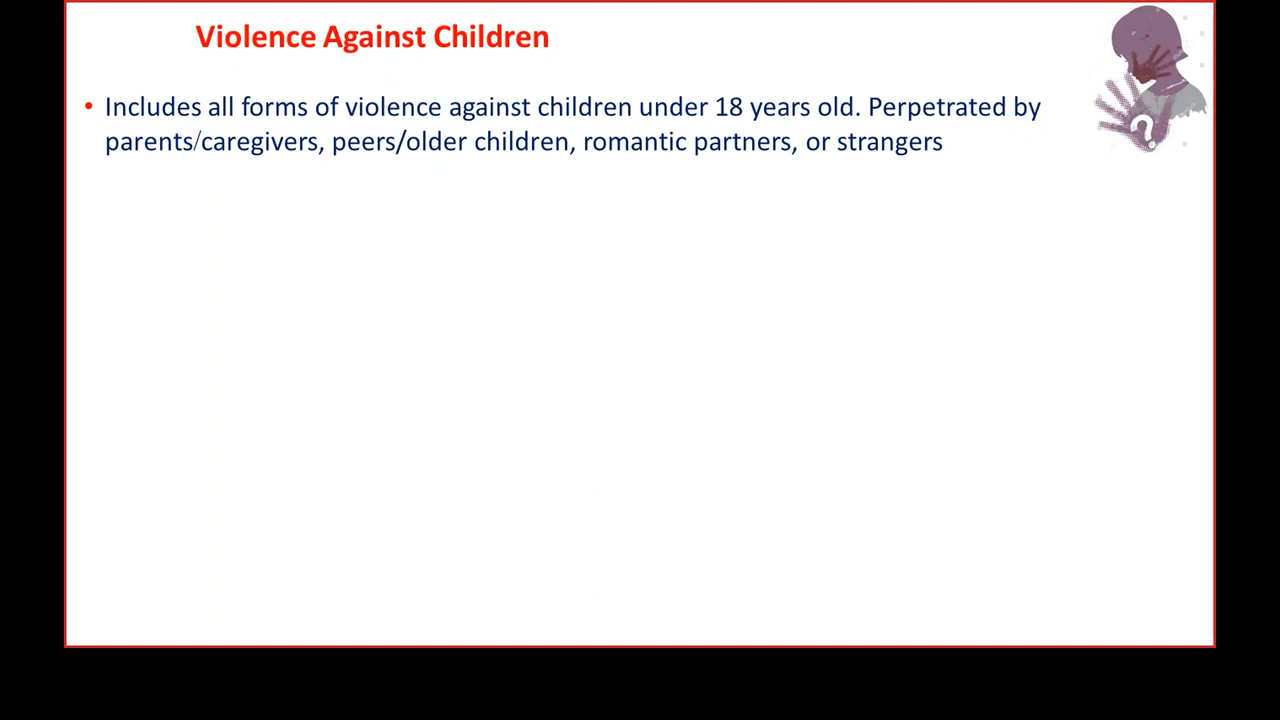 Violence Against Children
• Includes all forms of violence against children under 18 years old. Perpetrated by
parents/caregivers, peers/older children, romantic partners, or strangers
?